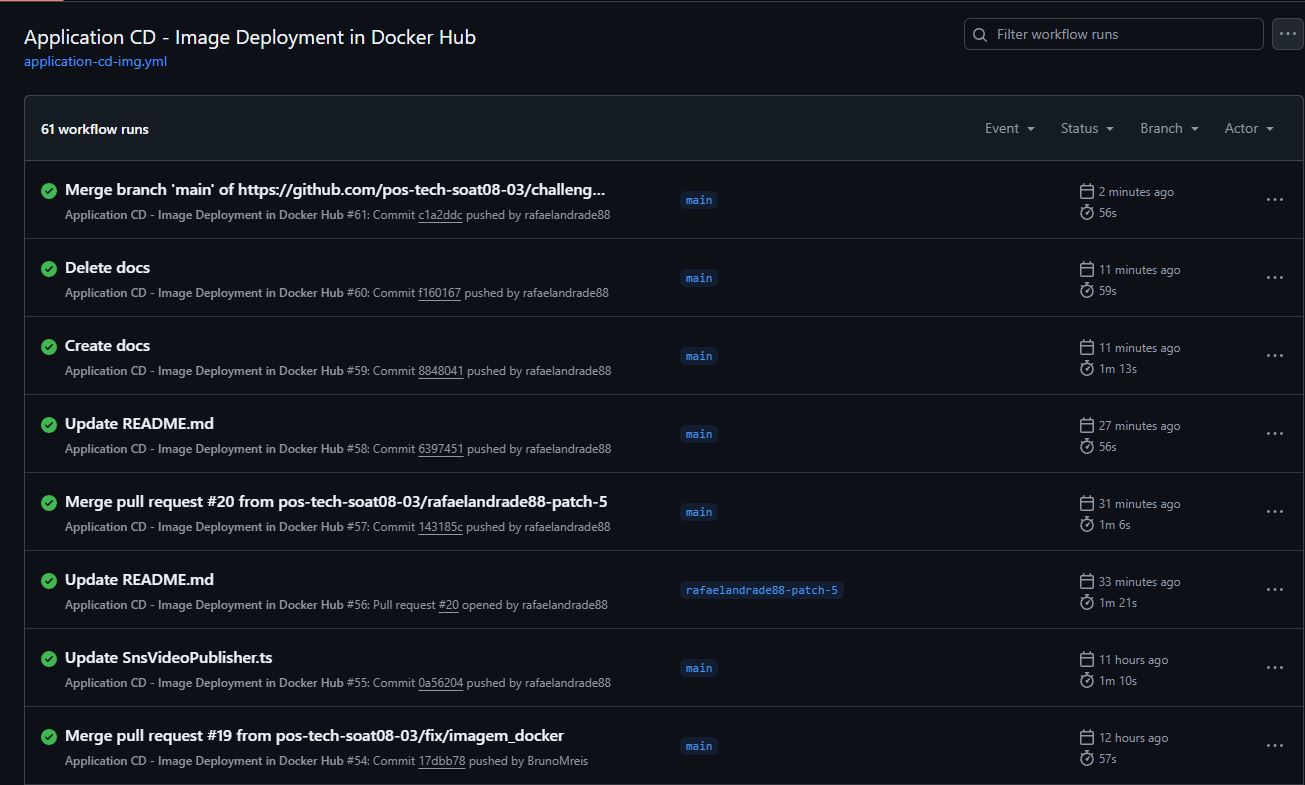 Application CD - Image Deployment in Docker Hub
Filter workflow runs
application-cd-img.yml
61 workflow runs
Event
Status
Branch
Actor
Merge branch 'main' of https://github.com/pos-tech-soat08-03/challeng...
main
2 minutes ago
Application CD - Image Deployment in Docker Hub #61: Commit c1a2ddc pushed by rafaelandrade88
56s
Delete docs
main
11 minutes ago
Application CD - Image Deployment in Docker Hub #60: Commit f160167 pushed by rafaelandrade88
59s
Create docs
main
11 minutes ago
Application CD - Image Deployment in Docker Hub #59: Commit 8848041 pushed by rafaelandrade88
1m 13s
Update README.md
main
27 minutes ago
Application CD - Image Deployment in Docker Hub #58: Commit 6397451 pushed by rafaelandrade88
56s
Merge pull request #20 from pos-tech-soat08-03/rafaelandrade88-patch-5
main
31 minutes ago
Application CD - Image Deployment in Docker Hub #57: Commit 143185c pushed by rafaelandrade88
1m 6s
Update README.md
rafaelandrade88-patch-5
33 minutes ago
Application CD - Image Deployment in Docker Hub #56: Pull request #20 opened by rafaelandrade88
1m 21s
Update SnsVideoPublisher.ts
main
11 hours ago
Application CD - Image Deployment in Docker Hub #55: Commit 0a56204 pushed by rafaelandrade88
1m 10s
Merge pull request #19 from pos-tech-soat08-03/fix/imagem_docker
main
12 hours ago
Application CD - Image Deployment in Docker Hub #54: Commit 17dbb78 pushed by BrunoMreis
57s